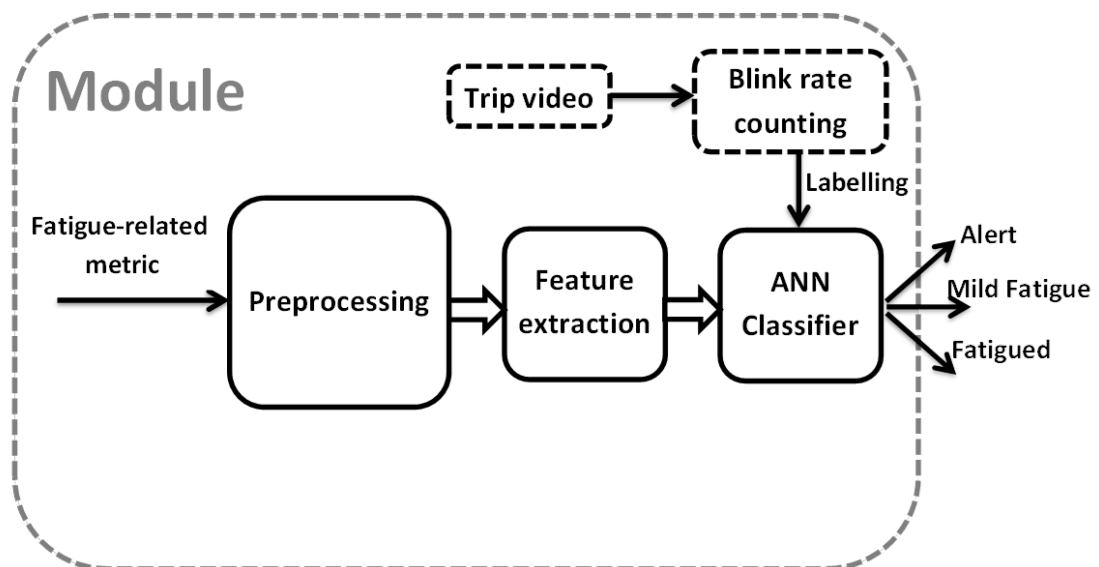 Module
Trip video
Blink rate
counting
Labelling
Fatigue-related
metric
Preprocessing
Feature
extraction
ANN
Classifier
Alert
Mild Fatigue
Fatigued